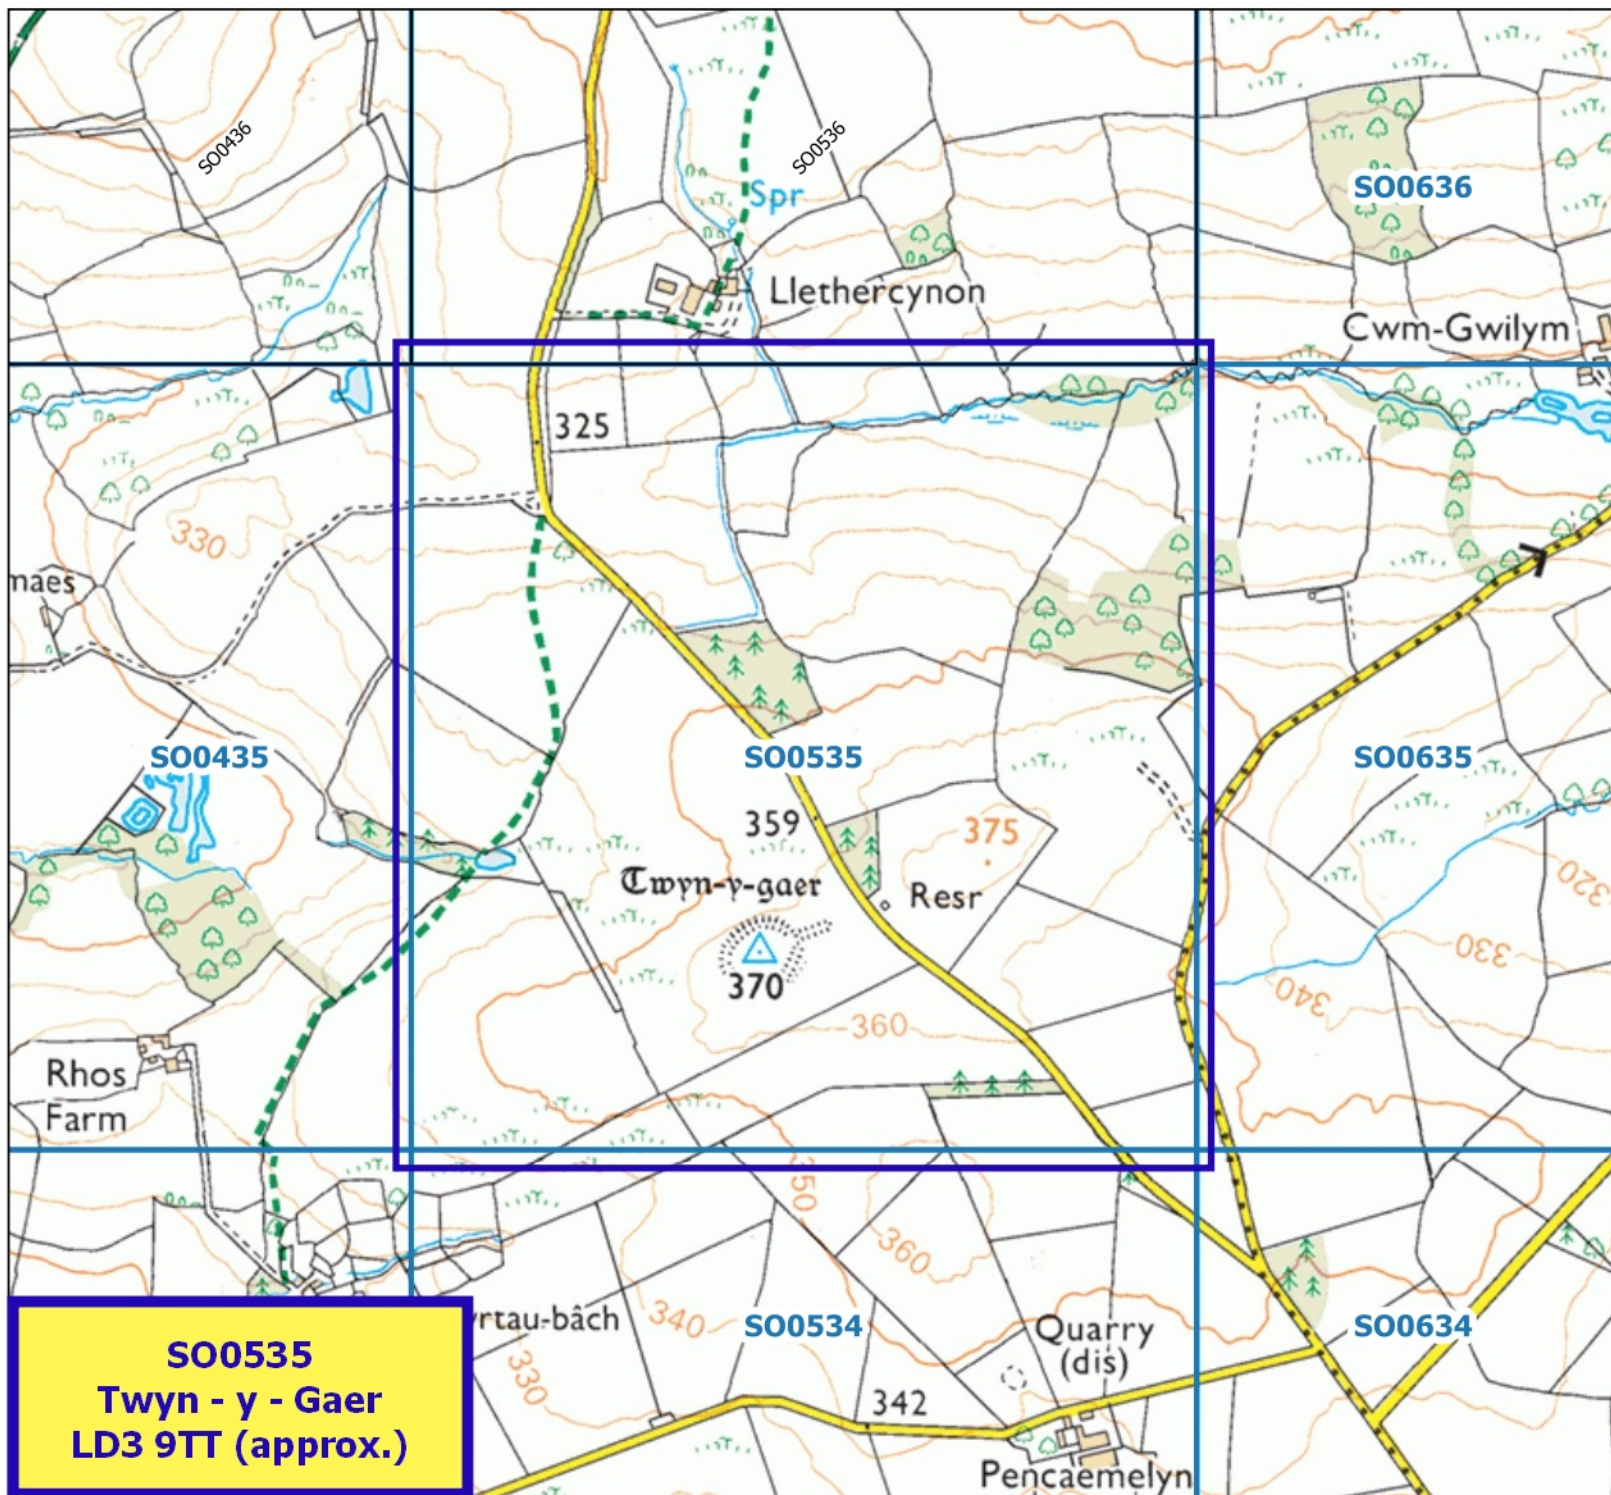 SO0436
SO0536
SO0636
Spr
Llethercynon
Cwm-Gwilym
325
330
maes
SO0435
SO0535
SO0635
359
375
Twyn-y-gaer
Resr
370
360
320
330
340
Rhos
Farm
50
360
340
330
yrtau-bâch
SO0534
SO0634
Quarry
(dis)
342
Pencaemelyn
SO0535
Twyn - y - Gaer
LD3 9TT (approx.)